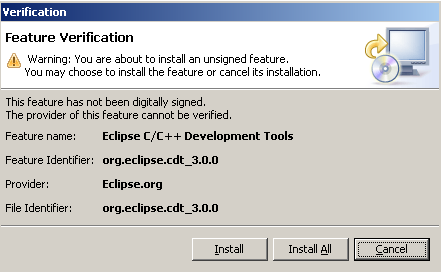 Verification
Feature Verification
Warning: You are about to install an unsigned feature.
You may choose to install the feature or cancel its installation.
This feature has not been digitally signed.
The provider of this feature cannot be verified.
Feature name: Eclipse C/C++ Development Tools
Feature Identifier: org.eclipse.cdt_3.0.0
Provider: Eclipse.org
File Identifier: org.eclipse.cdt_3.0.0
Install Install All Cancel